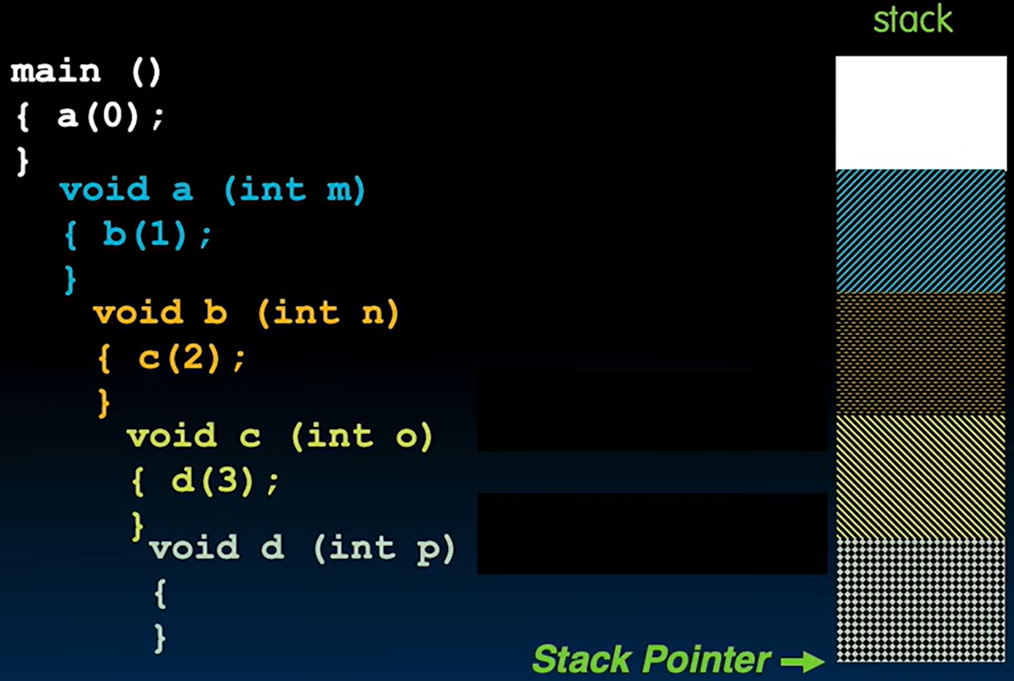 stack
main ()
{ a(0);
}
void a (int m)
{ b(1);
}
void b (int n)
{ c(2);
}
void c (int o)
{ d(3);
}
void d (int p)
{
}
Stack Pointer